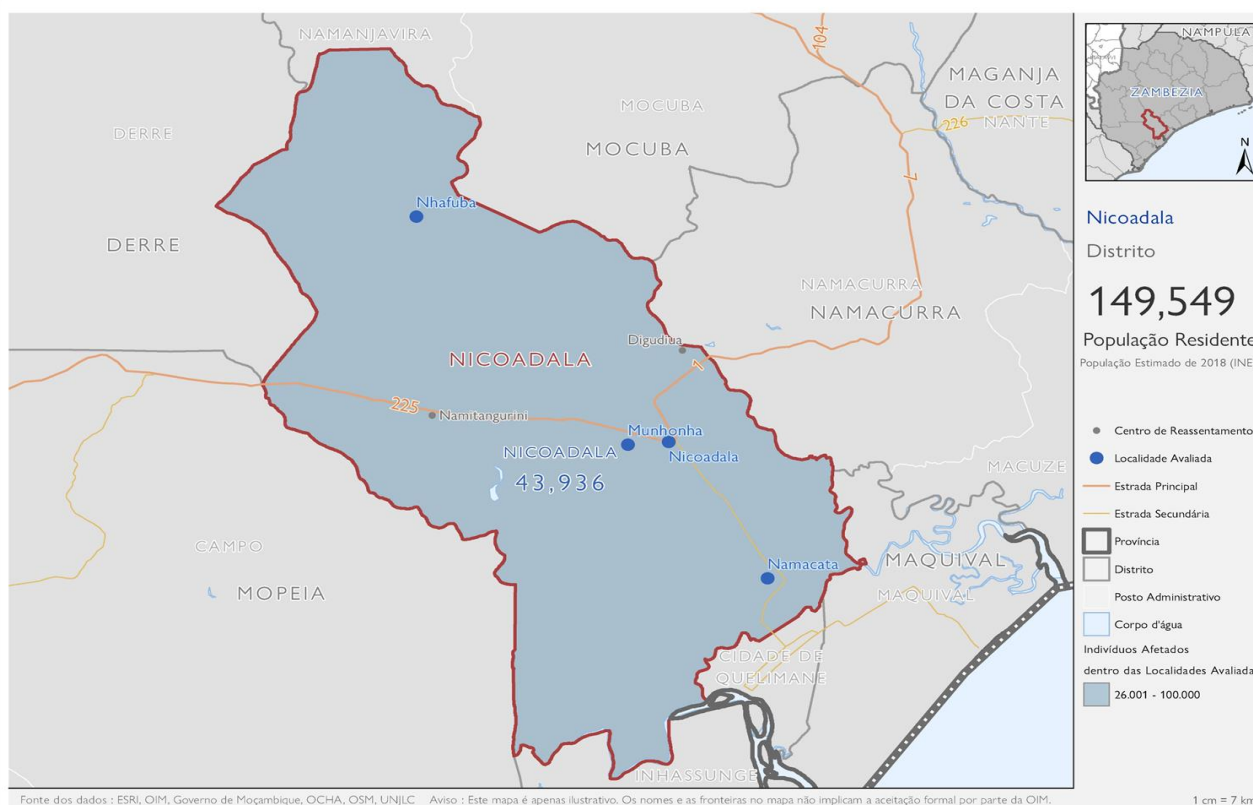 NAMANJAVIRA
104
NAMPULA
MAGANJA
DA COSTA
ZAMBEZIA
MOCUBA
226
NANTE
DERRE
MOCUBA
7
N
Nhafuba
Nicoadala
DERRE
Distrito
NAMACURRA
149,549
NAMACURRA
Digudiua
População Residente
NICOADALA
1
População Estimado de 2018 (INE
225
Namitangurini
Centro de Reassentamento
Munhonha
NICOADALA
Nicoadala
Localidade Avaliada
MACUZE
43,936
Estrada Principal
Estrada Secundária
CAMPO
Província
Namacata
MAQUIVAL
Distrito
MOPEIA
MAQUIVAL
Posto Administrativo
Corpo d'água
CIDADE DE
QUELIMANE
Indivíduos Afetados
dentro das Localidades Avaliada
26.001 - 100.000
INHASSUNGE
Fonte dos dados : ESRI, OIM, Governo de Moçambique, OCHA, OSM, UNJLC Aviso : Este mapa é apenas ilustrativo. Os nomes e as fronteiras no mapa não implicam a aceitação formal por parte da OIM.
1 cm = 7 km